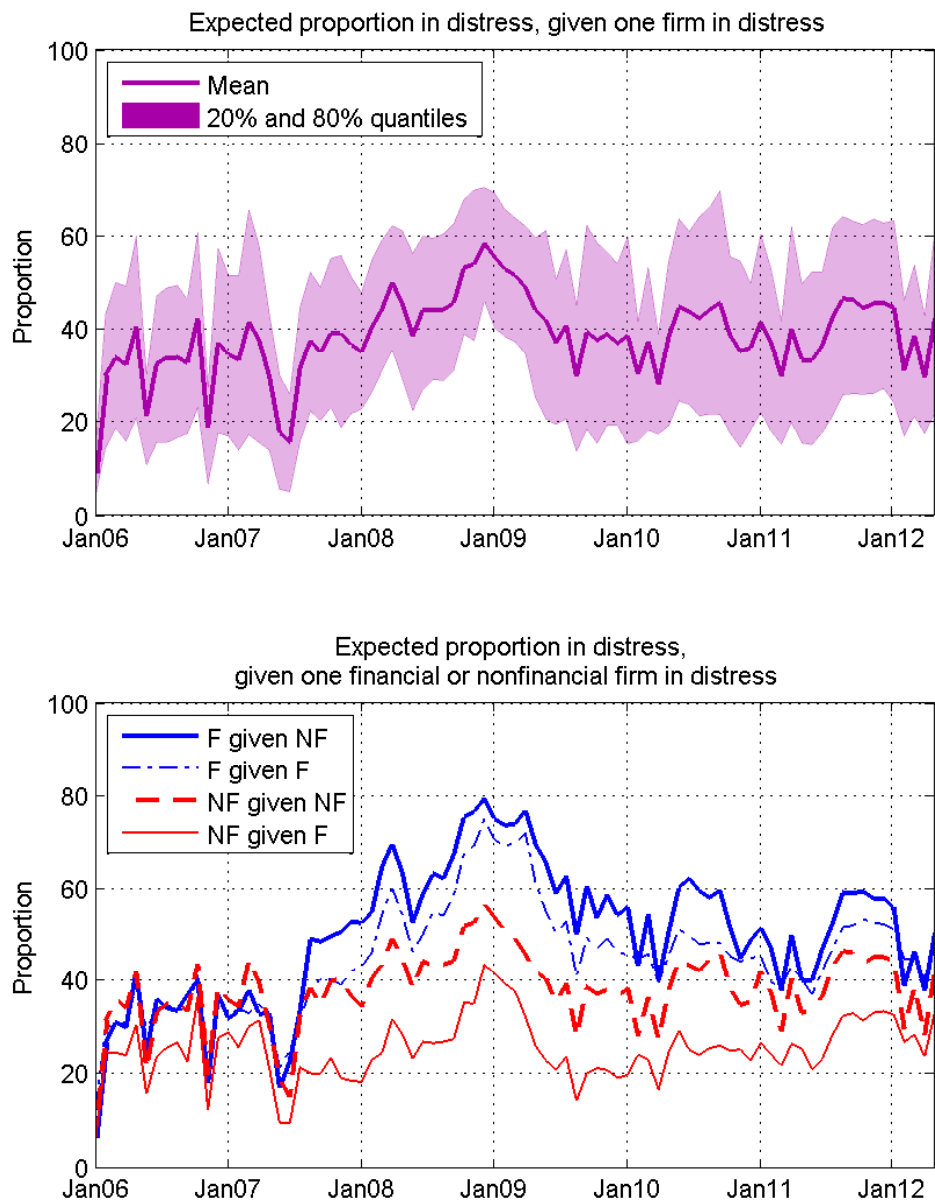 Expected proportion in distress, given one firm in distress
100
80
60
40
20
0
Proportion
Mean
20% and 80% quantiles
Jan06 Jan07 Jan08 Jan09 Jan10 Jan11 Jan12
Expected proportion in distress,
given one financial or nonfinancial firm in distress
100
80
60
40
20
0
Proportion
F given NF
F given F
NF given NF
NF given F
Jan06 Jan07 Jan08 Jan09 Jan10 Jan11 Jan12